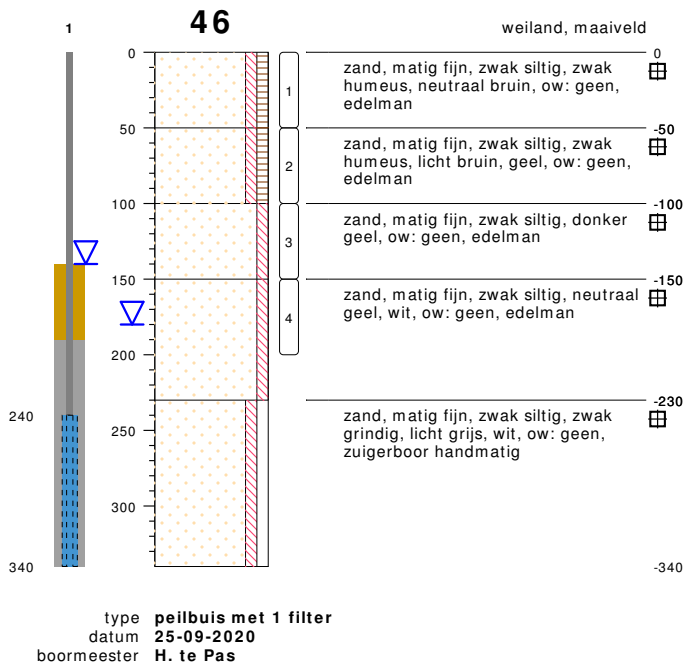 46
1
weiland, maaiveld
0
0
zand, matig fijn, zwak siltig, zwak
humeus, neutraal bruin, ow: geen,
edelman
1
50
-50
zand, matig fijn, zwak siltig, zwak
humeus, licht bruin, geel, ow: geen,
edelman
2
100
-100
zand, matig fijn, zwak siltig, donker
geel, ow: geen, edelman
3
150
-150
zand, matig fijn, zwak siltig, neutraal
geel, wit, ow: geen, edelman
4
200
-230
240
zand, matig fijn, zwak siltig, zwak
grindig, licht grijs, wit, ow: geen,
zuigerboor handmatig
250
300
340
-340
type peilbuis met 1 filter
datum 25-09-2020
boormeester H. te Pas